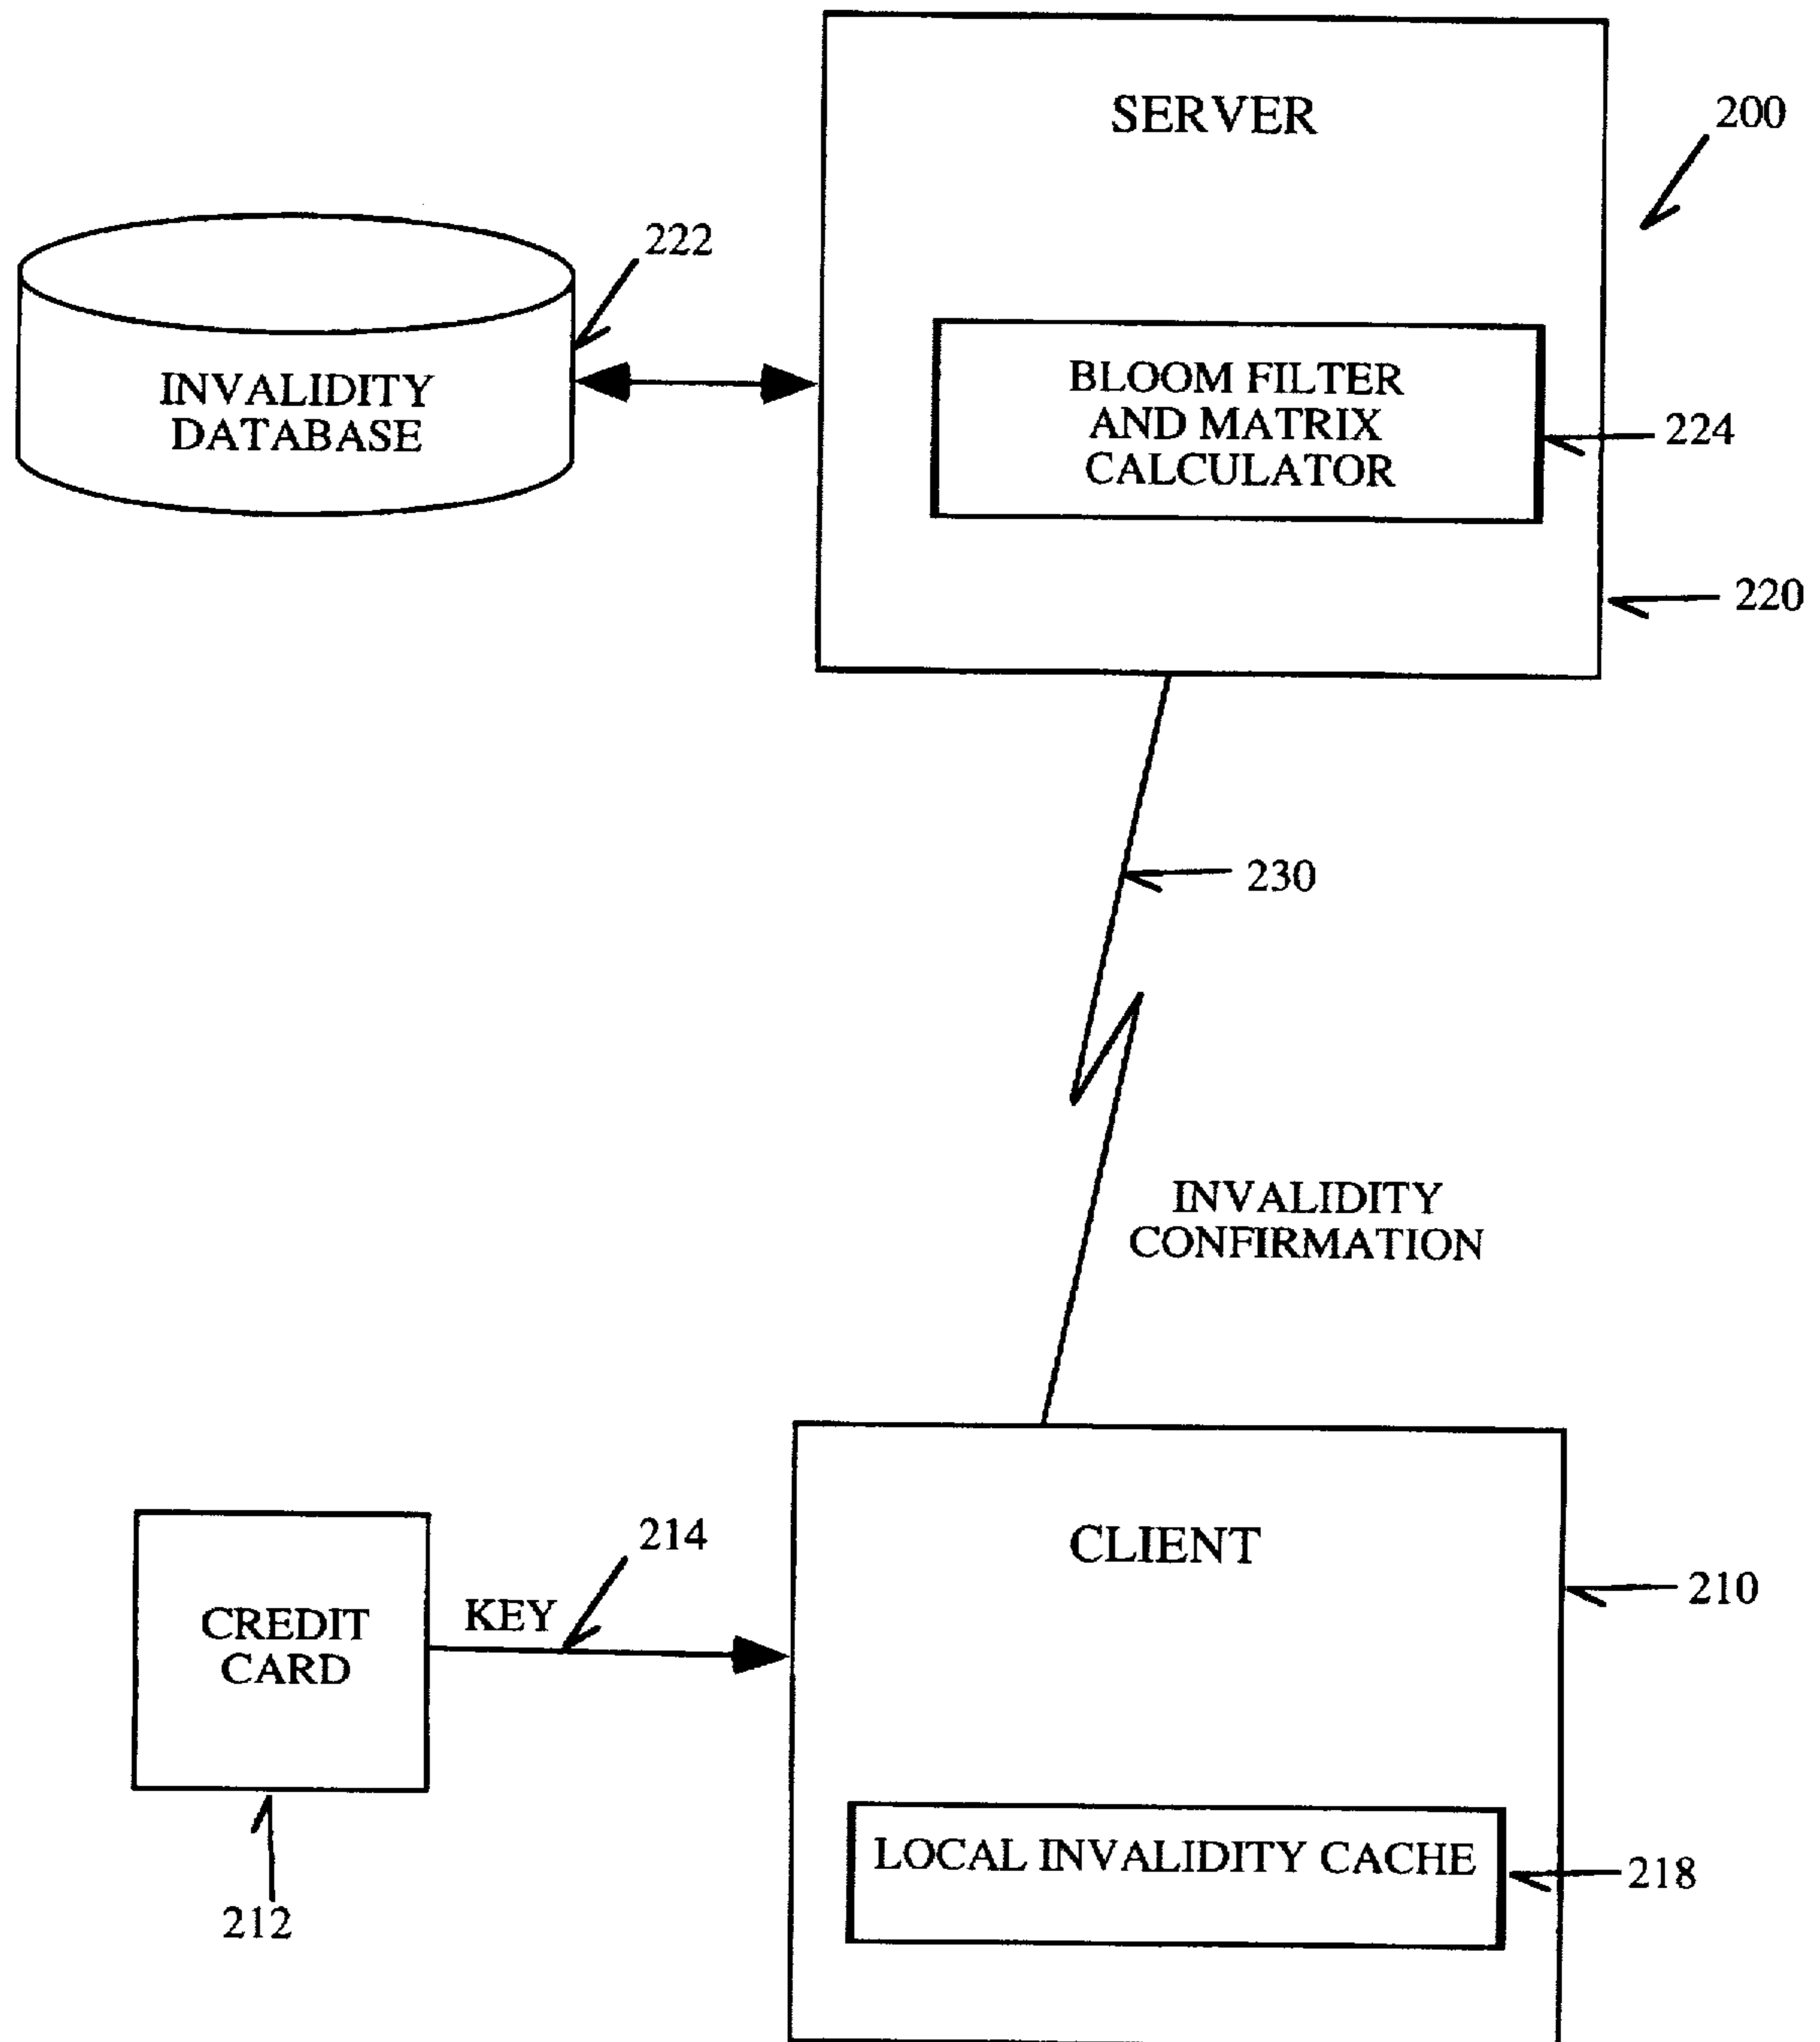 SERVER
200
222
INVALIDITY
DATABASE
BLOOM FILTER
AND MATRIX
CALCULATOR
224
220
230
INVALIDITY
CONFIRMATION
CLIENT
214
KEY
210
CREDIT
CARD
LOCAL INVALIDITY CACHE
218
212